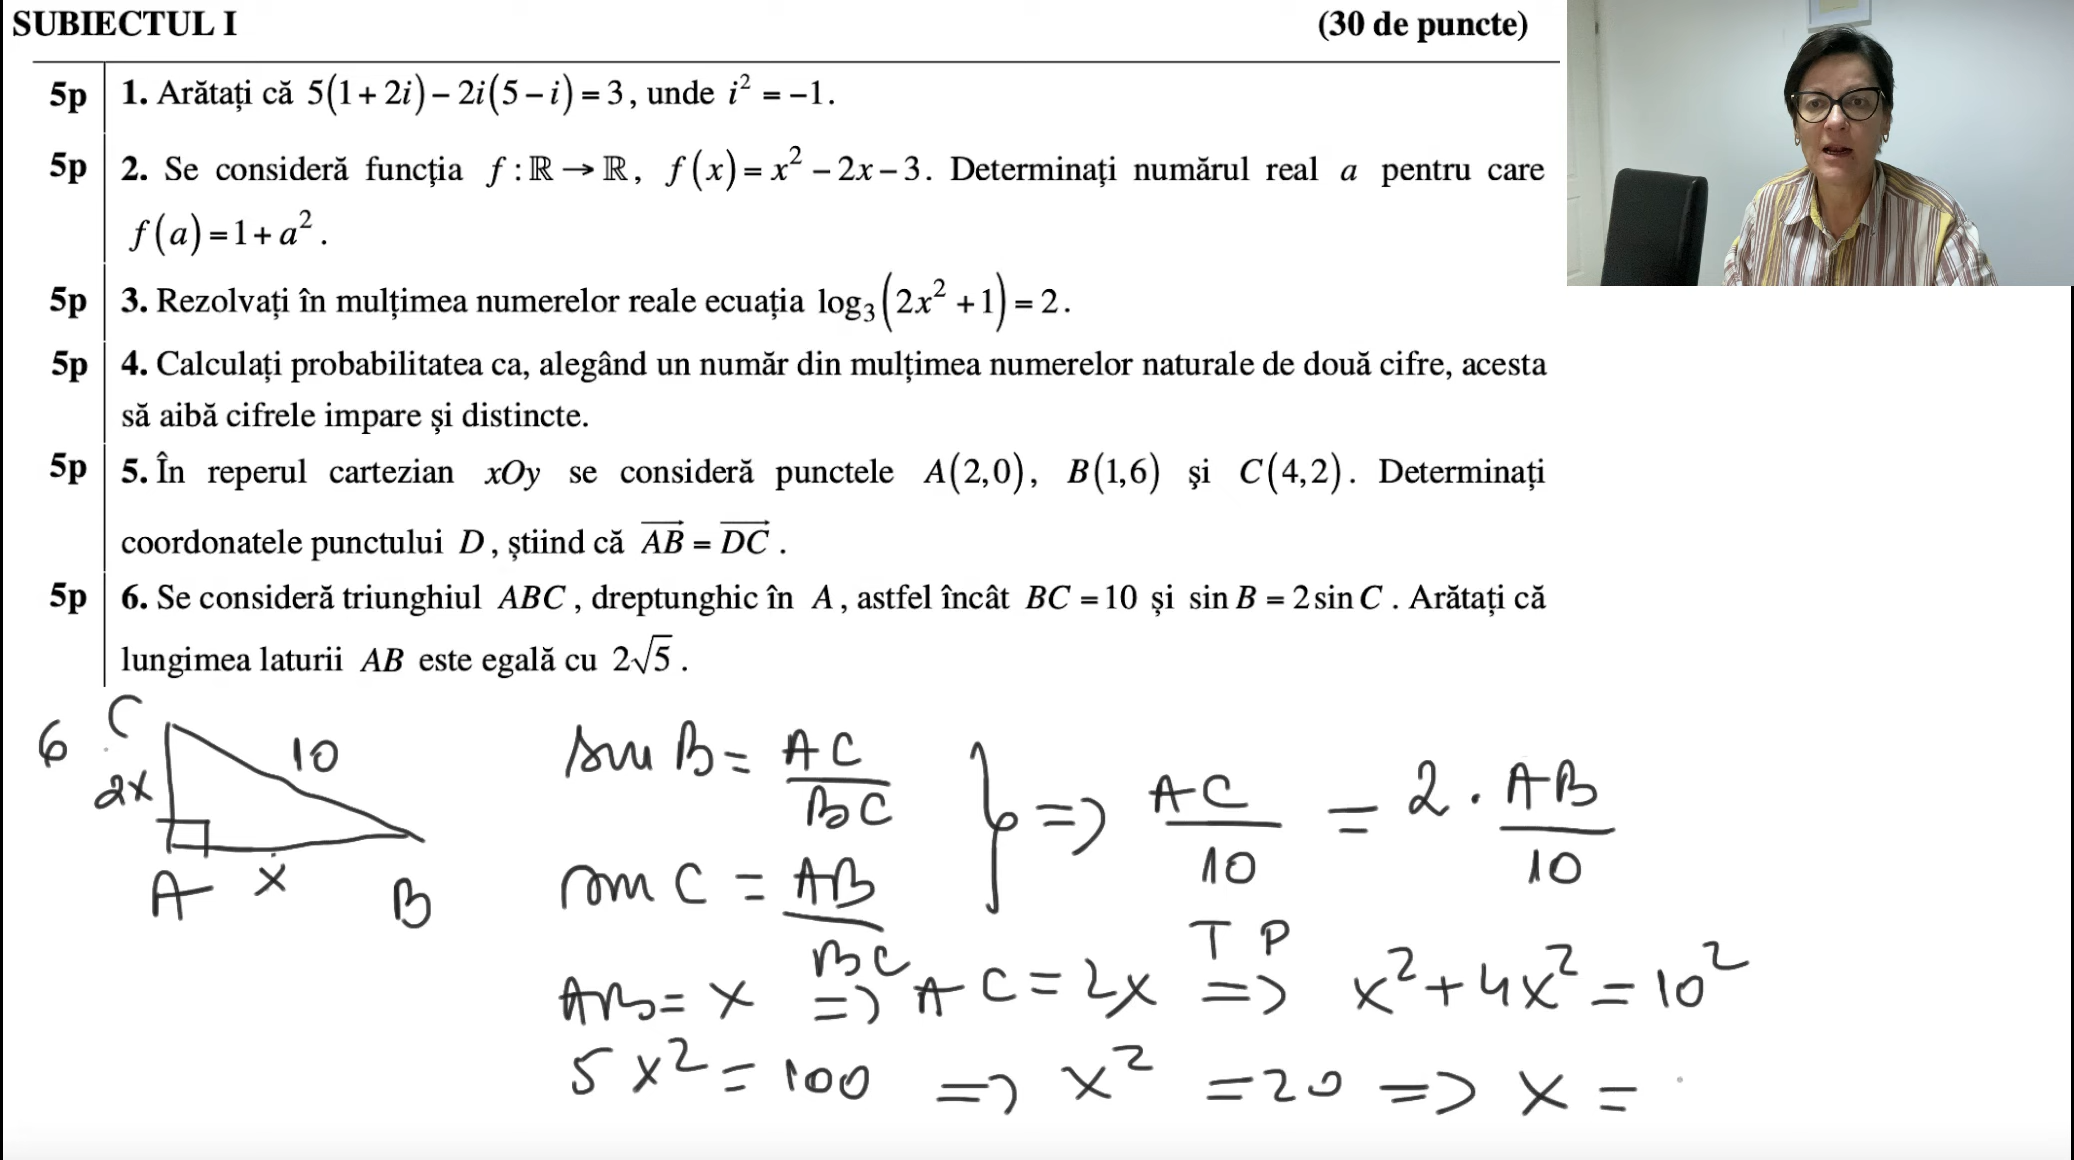 SUBIECTUL I (30 de puncte)
5p 1. Arătați că 5(1+2i)−2i(5−i)=3, unde i² = −1.
5p 2. Se consideră funcția f:ℝ→ℝ, f(x)=x²−2x−3. Determinați numărul real a pentru care
f(a)=1+a².
5p 3. Rezolvați în mulțimea numerelor reale ecuația log₃(2x²+1)=2.
5p 4. Calculați probabilitatea ca, alegând un număr din mulțimea numerelor naturale de două cifre, acesta
să aibă cifrele impare și distincte.
5p 5. În reperul cartezian xOy se consideră punctele A(2,0), B(1,6) şi C(4,2). Determinați
coordonatele punctului D, știind că \overrightarrow{AB} = \overrightarrow{DC}.
5p 6. Se consideră triunghiul ABC, dreptunghic în A, astfel încât BC = 10 și sin B = 2sin C. Arătați că
lungimea laturii AB este egală cu 2√5.
6 C
10
2x
A x B
sin B = AC/BC
sin C = AB/BC
} => AC/10 = 2 · AB/10
AB = x => AC = 2x TP => x² + 4x² = 10²
5x² = 100 => x² = 20 => x =